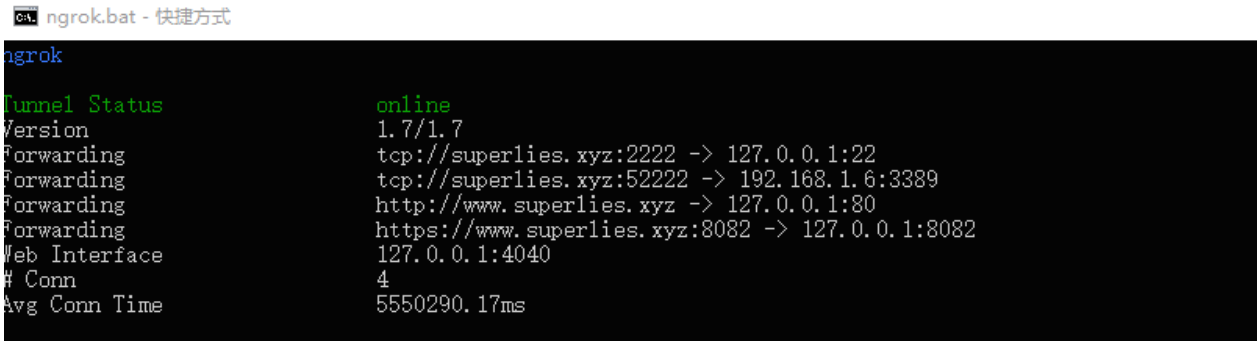 ngrok.bat - 快捷方式
ngrok
Tunnel Status online
Version 1.7/1.7
Forwarding tcp://superlies.xyz:2222 -> 127.0.0.1:22
Forwarding tcp://superlies.xyz:52222 -> 192.168.1.6:3389
Forwarding http://www.superlies.xyz -> 127.0.0.1:80
Forwarding https://www.superlies.xyz:8082 -> 127.0.0.1:8082
Web Interface 127.0.0.1:4040
# Conn 4
Avg Conn Time 5550290.17ms